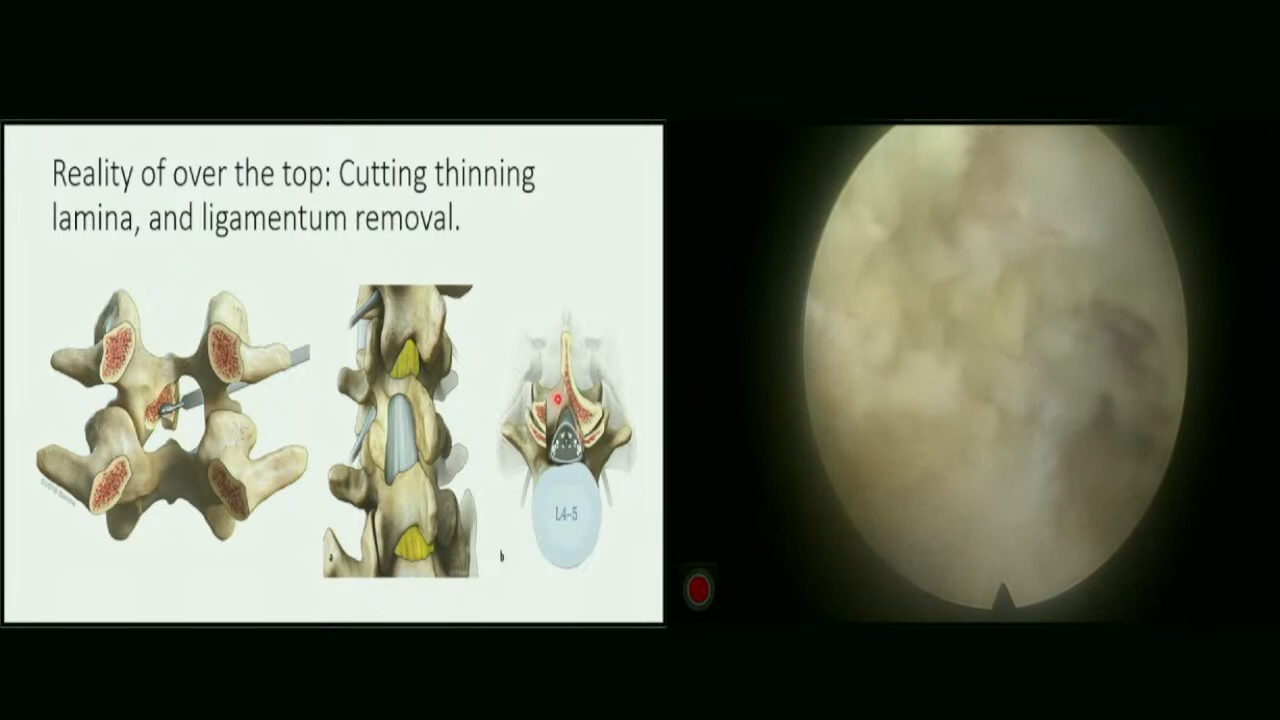 Reality of over the top: Cutting thinning
lamina, and ligamentum removal.
a
b
L4-5